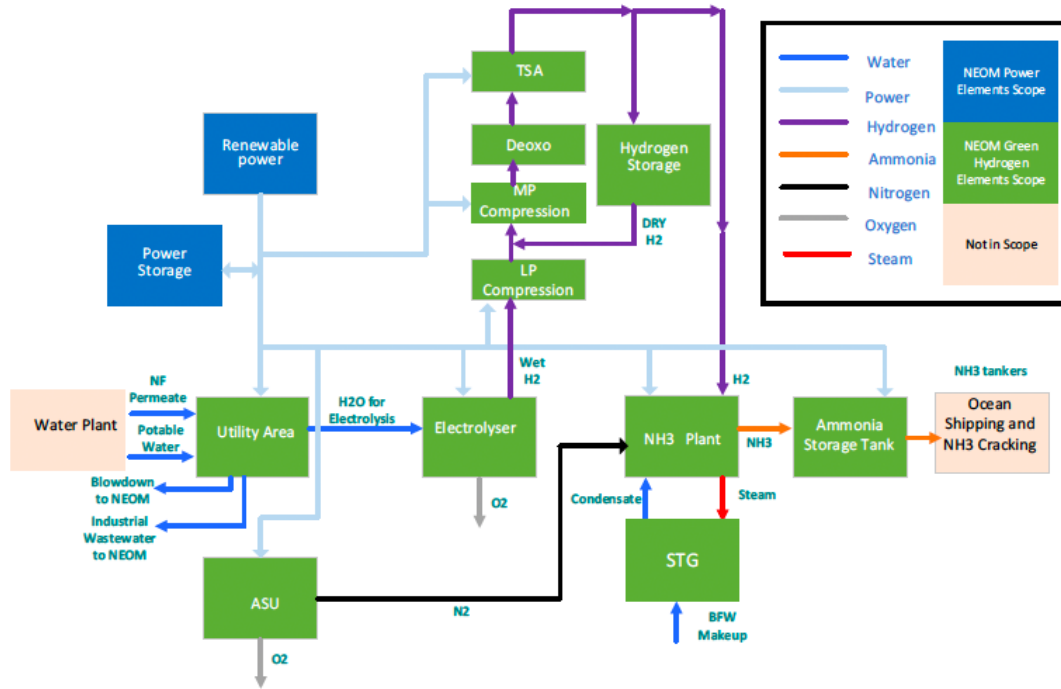 TSA
Deoxo
MP
Compression
LP
Compression
Hydrogen
Storage
DRY
H2
Renewable
power
Power
Storage
Wet
H2
H2
Water Plant
NF
Permeate
Potable
Water
Utility Area
H2O for
Electrolysis
Electrolyser
O2
Blowdown
to NEOM
Industrial
Wastewater
to NEOM
ASU
O2
N2
NH3 Plant
NH3
Condensate
Steam
STG
BFW
Makeup
Ammonia
Storage Tank
NH3 tankers
Ocean
Shipping and
NH3 Cracking
Water
Power
Hydrogen
Ammonia
Nitrogen
Oxygen
Steam
NEOM Power
Elements Scope
NEOM Green
Hydrogen
Elements Scope
Not in Scope